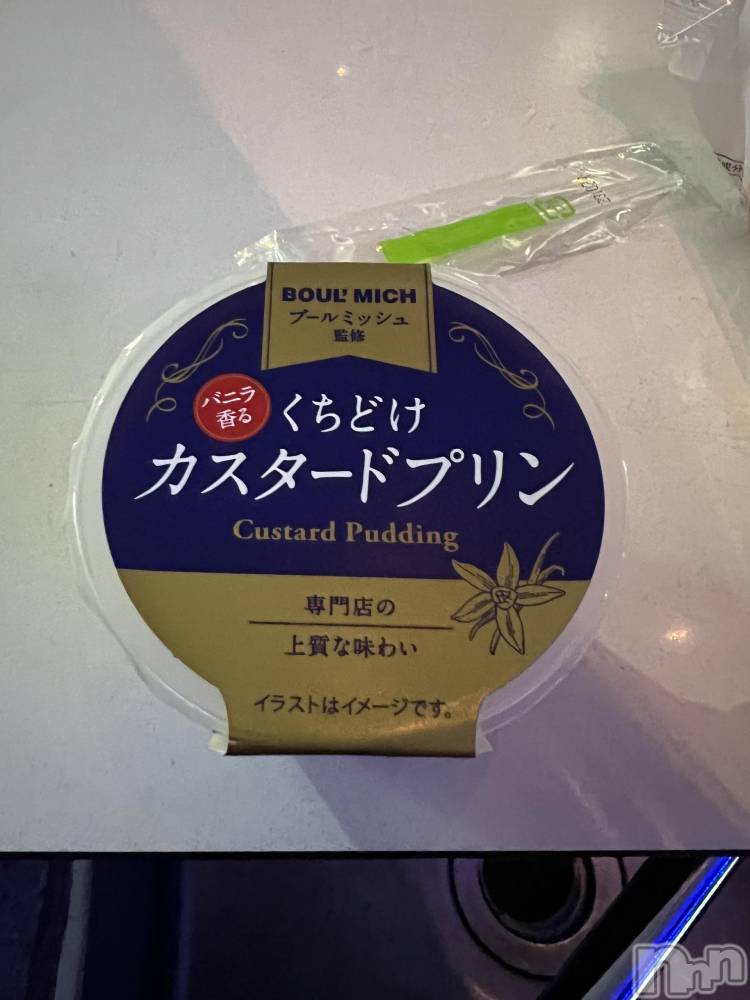 BOUL' MICH
ブールミッシュ
監修
バニラ
香る
くちどけ
カスタードプリン
Custard Pudding
専門店の
上質な味わい
イラストはイメージです。